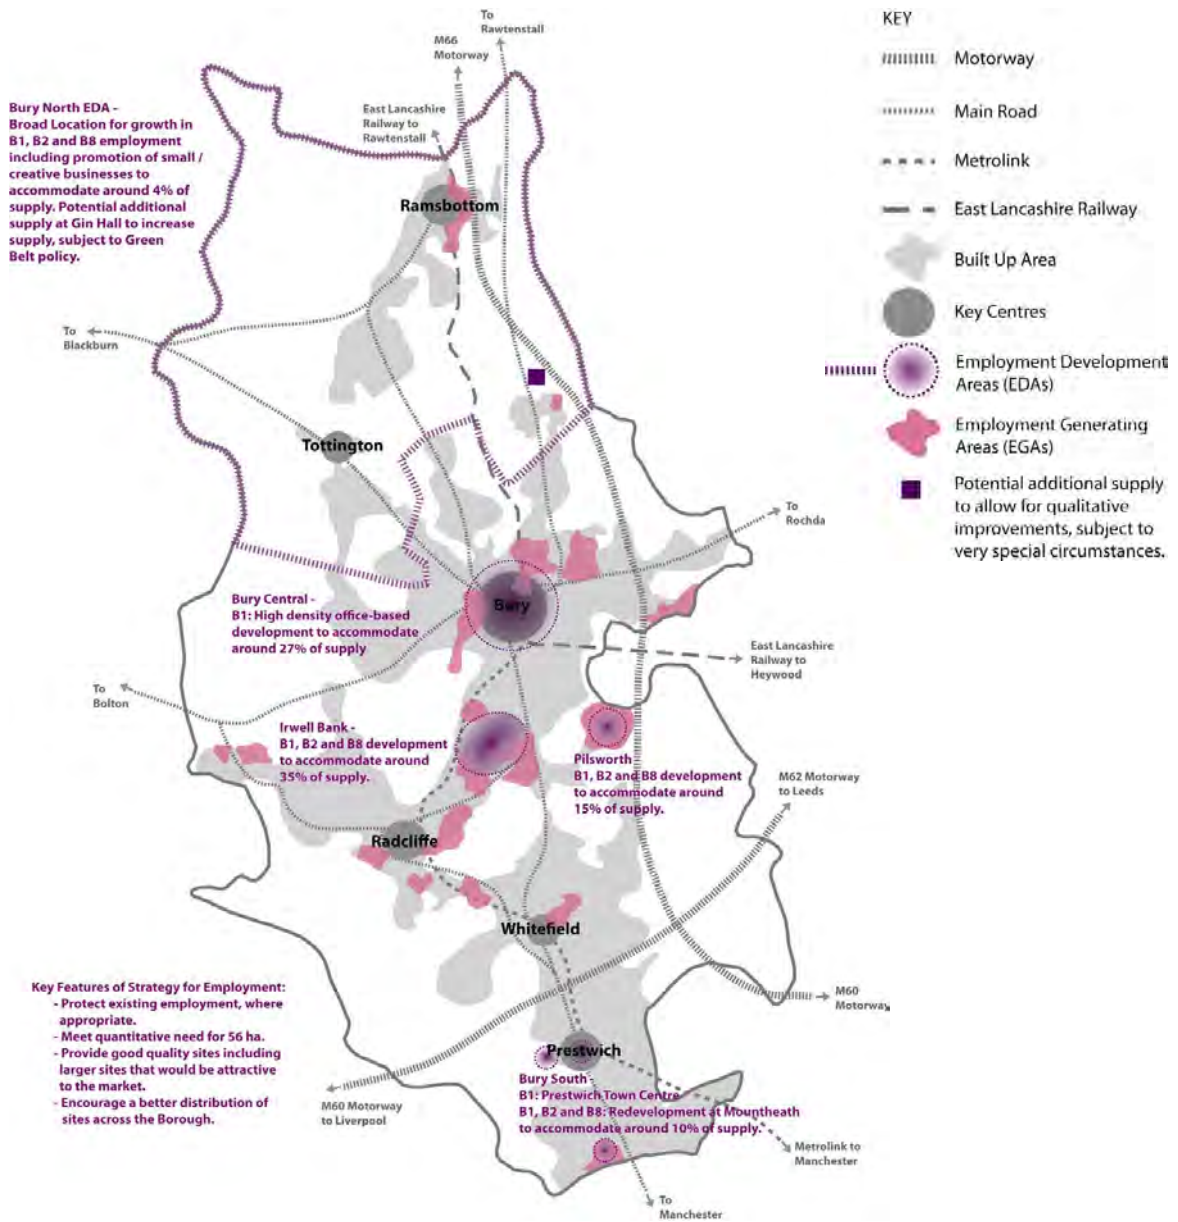 To
Rawtenstall
M66
Motorway
East Lancashire
Railway to
Rawtenstall
Bury North EDA -
Broad Location for growth in
B1, B2 and B8 employment
including promotion of small /
creative businesses to
accommodate around 4% of
supply. Potential additional
supply at Gin Hall to increase
supply, subject to Green
Belt policy.
Ramsbottom
To
Blackburn
Tottington
To
Rochda
Bury
Bury Central -
B1: High density office-based
development to accommodate
around 27% of supply
East Lancashire
Railway to
Heywood
To
Bolton
Irwell Bank -
B1, B2 and B8 development
to accommodate around
35% of supply.
Pilsworth
B1, B2 and B8 development
to accommodate around
15% of supply.
M62 Motorway
to Leeds
Radcliffe
Whitefield
Key Features of Strategy for Employment:
- Protect existing employment, where
appropriate.
- Meet quantitative need for 56 ha.
- Provide good quality sites including
larger sites that would be attractive
to the market.
- Encourage a better distribution of
sites across the Borough.
M60
Motorway
Prestwich
Bury South
B1: Prestwich Town Centre
B1, B2 and B8: Redevelopment at Mountheath
to accommodate around 10% of supply.
M60 Motorway
to Liverpool
Metrolink to
Manchester
To
Manchester
KEY
Motorway
Main Road
Metrolink
East Lancashire Railway
Built Up Area
Key Centres
Employment Development
Areas (EDAs)
Employment Generating
Areas (EGAs)
Potential additional supply
to allow for qualitative
improvements, subject to
very special circumstances.